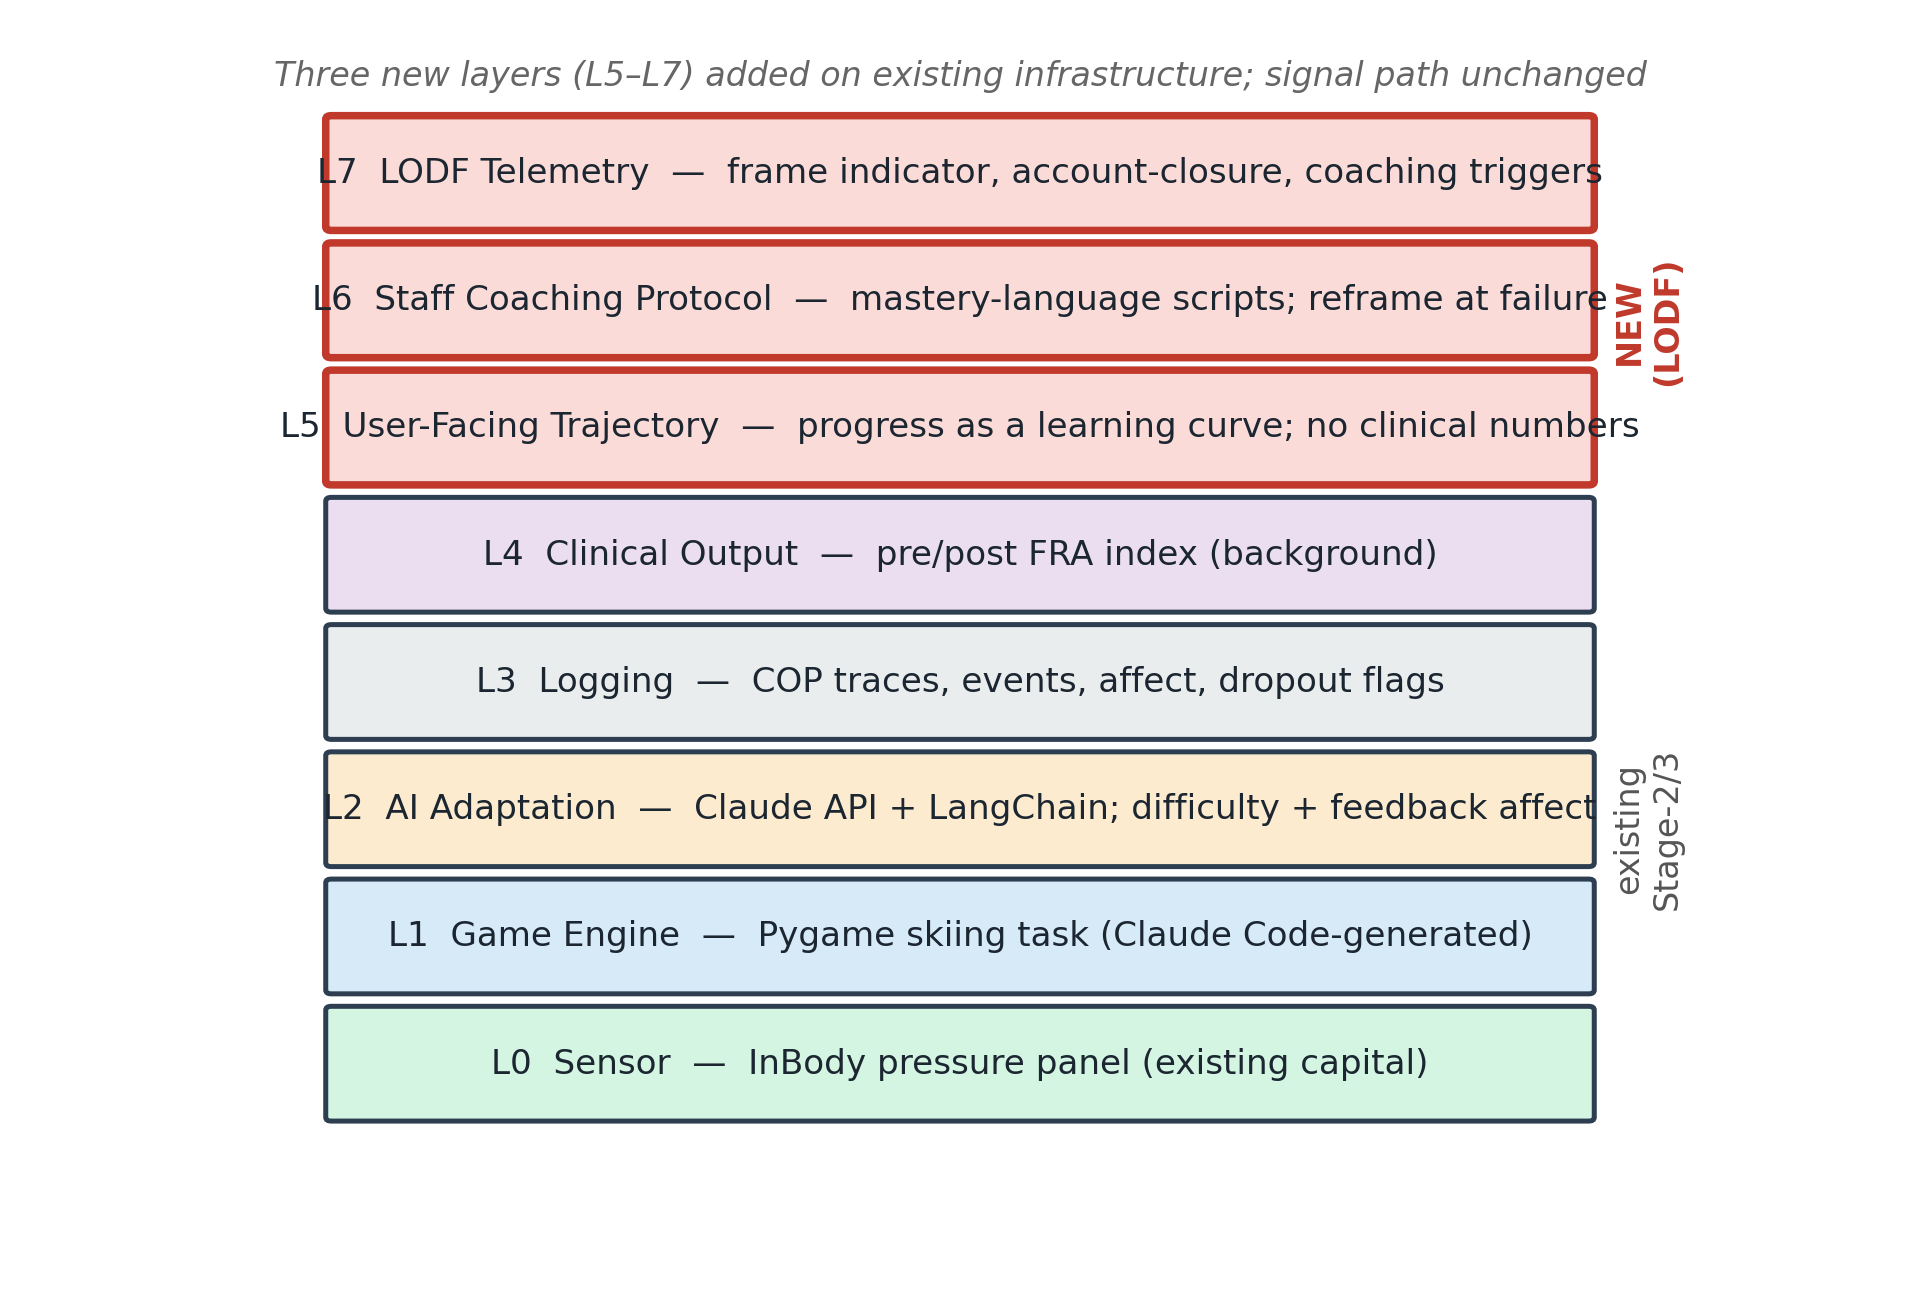 Three new layers (L5–L7) added on existing infrastructure; signal path unchanged
L7  LODF Telemetry  —  frame indicator, account-closure, coaching triggers
L6  Staff Coaching Protocol  —  mastery-language scripts; reframe at failure
NEW
(LODF)
L5  User-Facing Trajectory  —  progress as a learning curve; no clinical numbers
L4  Clinical Output  —  pre/post FRA index (background)
L3  Logging  —  COP traces, events, affect, dropout flags
L2  AI Adaptation  —  Claude API + LangChain; difficulty + feedback affect
existing
Stage-2/3
L1  Game Engine  —  Pygame skiing task (Claude Code-generated)
L0  Sensor  —  InBody pressure panel (existing capital)